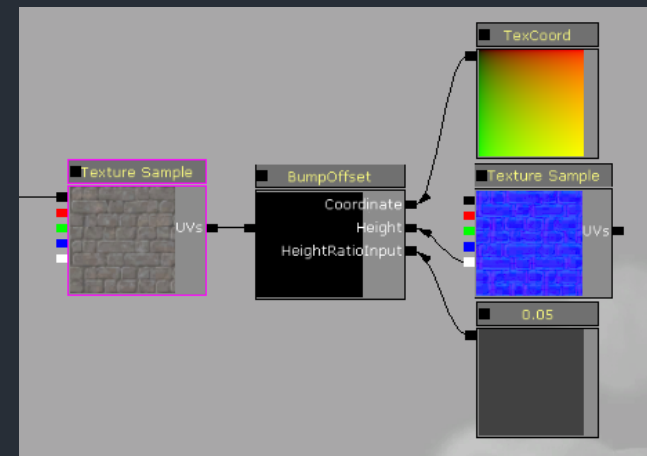 TexCoord
Texture Sample
UVs
BumpOffset
Coordinate
Height
HeightRatioInput
Texture Sample
UVs
0.05